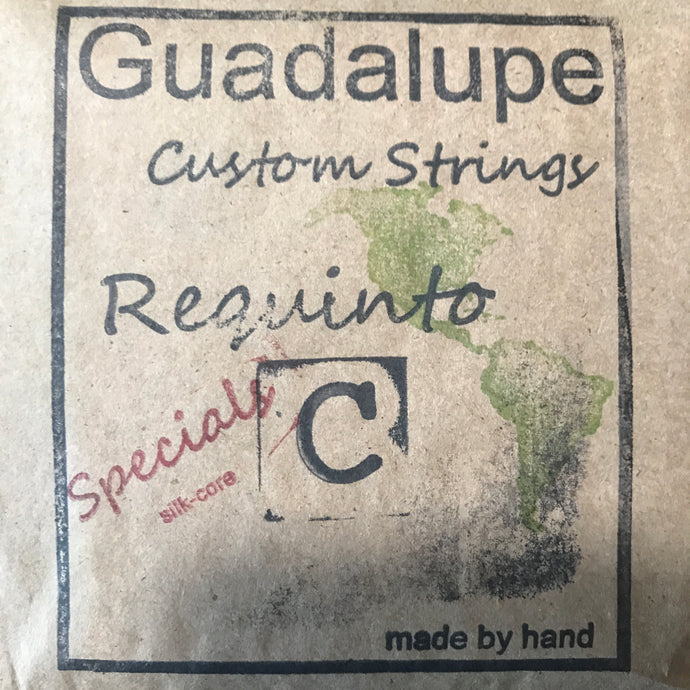 Guadalupe
Custom Strings
Requinto
Specials
C
silk-core
made by hand